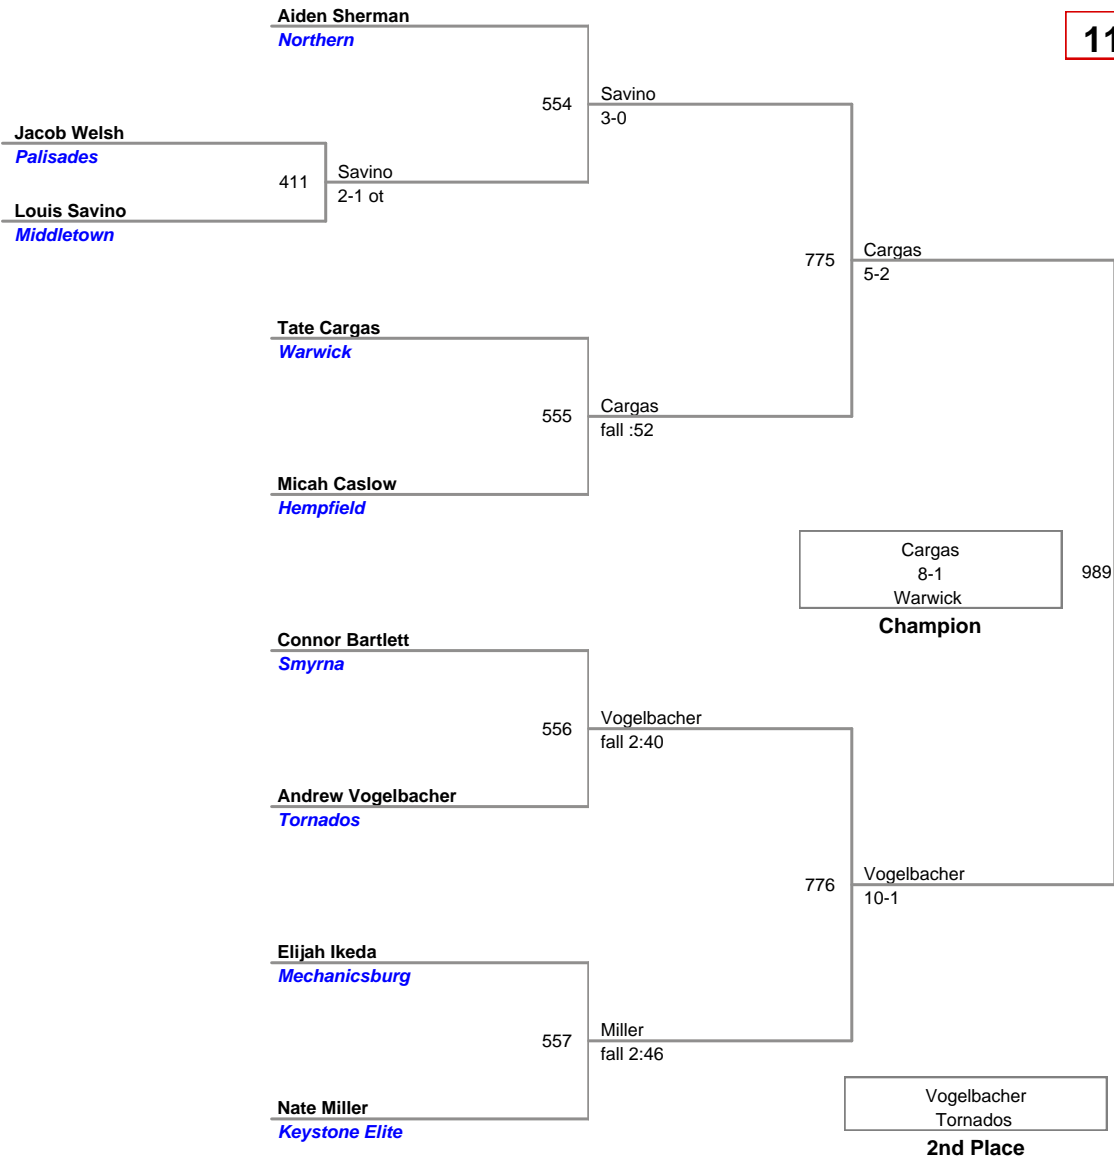 Aiden Sherman
Northern
11
554
Savino
3-0
Jacob Welsh
Palisades
411
Savino
2-1 ot
Louis Savino
Middletown
775
Cargas
5-2
Tate Cargas
Warwick
555
Cargas
fall :52
Micah Caslow
Hempfield
Cargas
8-1
Warwick
989
Champion
Connor Bartlett
Smyrna
556
Vogelbacher
fall 2:40
Andrew Vogelbacher
Tornados
776
Vogelbacher
10-1
Elijah Ikeda
Mechanicsburg
557
Miller
fall 2:46
Nate Miller
Keystone Elite
Vogelbacher
Tornados
2nd Place